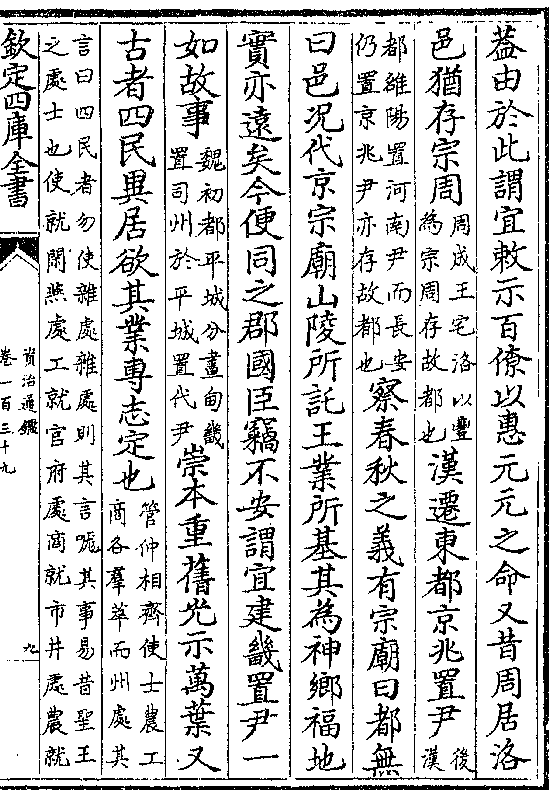 葢由於此謂宜敕示百僚以惠元元之命又昔周居洛
邑猶存宗周周成王宅洛以豐為宗周存故都也漢遷東都京兆置尹後漢
都雒陽置河南尹而長安仍置京兆尹亦存故都也察春秋之義有宗廟曰都無
曰邑况代京宗廟山陵所託王業所基其為神鄉福地
實亦遠矣今便同之郡國臣竊不安謂宜建畿置尹一
如故事魏初都平城分畫甸畿置司州於平城置代尹崇本重舊光示萬葉又
古者四民異居欲其業專志定也管仲相齊使士農工商各羣萃而州處其
言曰四民者勿使雜處雜處則其言哤其事易昔聖王之處士也使就閒燕處工就官府處商就市井處農就
欽定四庫全書
資治通鑑
卷一百三十九
九